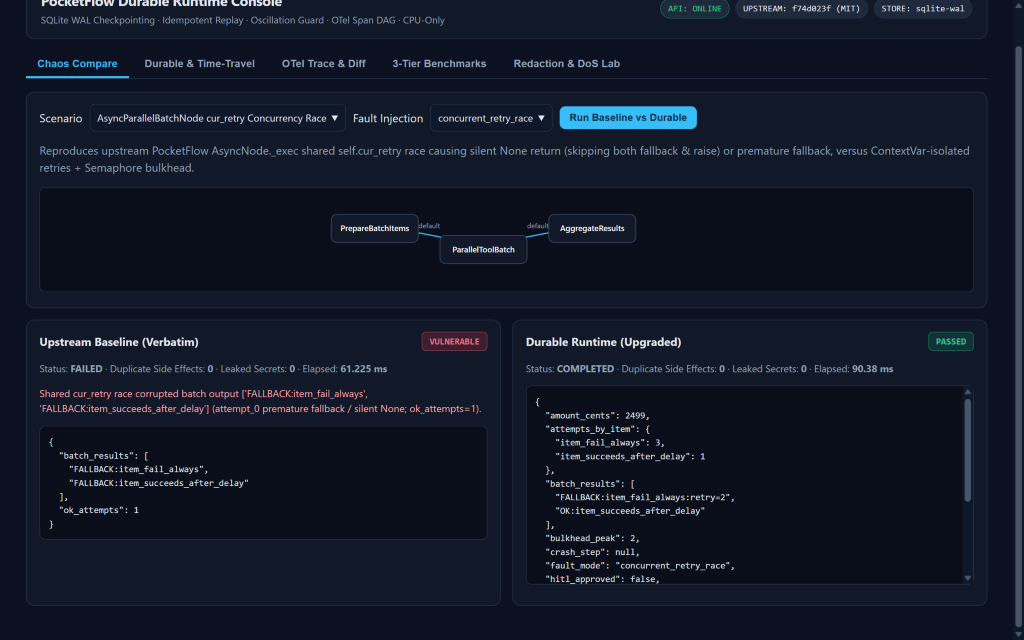 PocketFlow Durable Runtime Console
SQLite WAL Checkpointing · Idempotent Replay · Oscillation Guard · OTel Span DAG · CPU-Only
API: ONLINE
UPSTREAM: f74d023f (MIT)
STORE: sqlite-wal
Chaos Compare
Durable & Time-Travel
OTel Trace & Diff
3-Tier Benchmarks
Redaction & DoS Lab
Scenario
AsyncParallelBatchNode cur_retry Concurrency Race ▼
Fault Injection
concurrent_retry_race ▼
Run Baseline vs Durable
Reproduces upstream PocketFlow AsyncNode._exec shared self.cur_retry race causing silent None return (skipping both fallback & raise) or premature fallback, versus ContextVar-isolated
retries + Semaphore bulkhead.
PrepareBatchItems
default
ParallelToolBatch
default
AggregateResults
Upstream Baseline (Verbatim)
VULNERABLE
Status: FAILED · Duplicate Side Effects: 0 · Leaked Secrets: 0 · Elapsed: 61.225 ms
Shared cur_retry race corrupted batch output ['FALLBACK:item_fail_always',
'FALLBACK:item_succeeds_after_delay'] (attempt_0 premature fallback / silent None; ok_attempts=1).
{
"batch_results": [
"FALLBACK:item_fail_always",
"FALLBACK:item_succeeds_after_delay"
],
"ok_attempts": 1
}
Durable Runtime (Upgraded)
PASSED
Status: COMPLETED · Duplicate Side Effects: 0 · Leaked Secrets: 0 · Elapsed: 90.38 ms
{
"amount_cents": 2499,
"attempts_by_item": {
"item_fail_always": 3,
"item_succeeds_after_delay": 1
},
"batch_results": [
"FALLBACK:item_fail_always:retry=2",
"OK:item_succeeds_after_delay"
],
"bulkhead_peak": 2,
"crash_step": null,
"fault_mode": "concurrent_retry_race",
"hitl_approved": false,